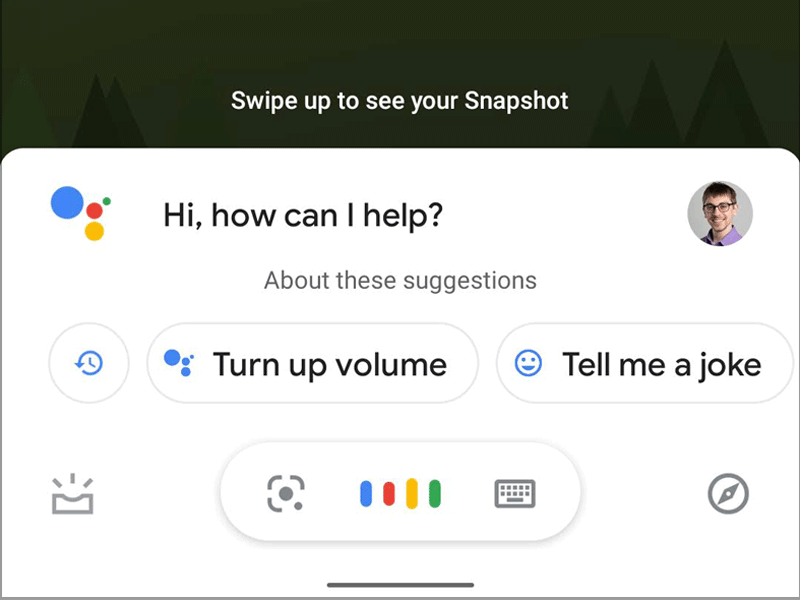 Swipe up to see your Snapshot
Hi, how can I help?
About these suggestions
Turn up volume
Tell me a joke